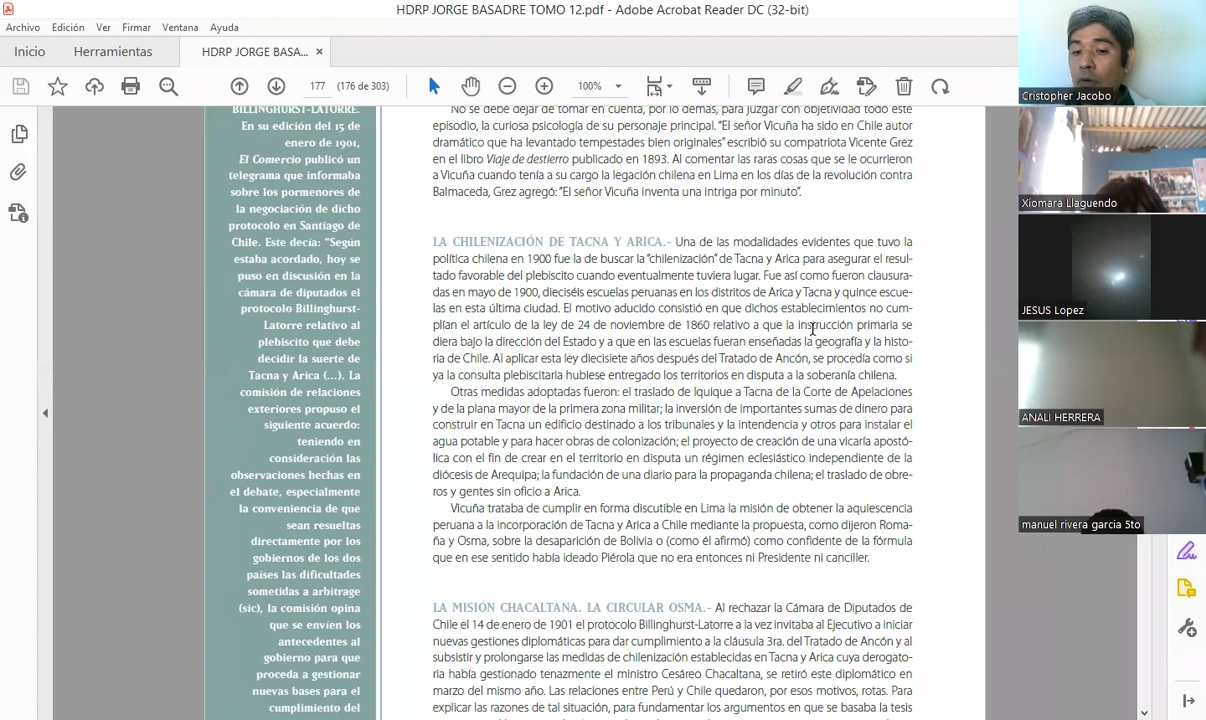 HDRP JORGE BASADRE TOMO 12.pdf - Adobe Acrobat Reader DC (32-bit)
Archivo Edición Ver Firmar Ventana Ayuda
Inicio Herramientas HDRP JORGE BASA... ×
177 (176 de 303) 100%
BILLINGHURST-LATORRE.
En su edición del 15 de
enero de 1901,
El Comercio publicó un
telegrama que informaba
sobre los pormenores de
la negociación de dicho
protocolo en Santiago de
Chile. Este decía: "Según
estaba acordado, hoy se
puso en discusión en la
cámara de diputados el
protocolo Billinghurst-
Latorre relativo al
plebiscito que debe
decidir la suerte de
Tacna y Arica (...). La
comisión de relaciones
exteriores propuso el
siguiente acuerdo:
teniendo en
consideración las
observaciones hechas en
el debate, especialmente
la conveniencia de que
sean resueltas
directamente por los
gobiernos de los dos
países las dificultades
sometidas a arbitrage
(sic), la comisión opina
que se envíen los
antecedentes al
gobierno para que
proceda a gestionar
nuevas bases para el
cumplimiento del
No se debe dejar de tomar en cuenta, por lo demás, para juzgar con objetividad todo este
episodio, la curiosa psicología de su personaje principal. “El señor Vicuña ha sido en Chile autor
dramático que ha levantado tempestades bien originales” escribió su compatriota Vicente Grez
en el libro Viaje de destierro publicado en 1893. Al comentar las raras cosas que se le ocurrieron
a Vicuña cuando tenía a su cargo la legación chilena en Lima en los días de la revolución contra
Balmaceda, Grez agregó: “El señor Vicuña inventa una intriga por minuto”.
LA CHILENIZACIÓN DE TACNA Y ARICA.- Una de las modalidades evidentes que tuvo la
política chilena en 1900 fue la de buscar la “chilenización” de Tacna y Arica para asegurar el resul-
tado favorable del plebiscito cuando eventualmente tuviera lugar. Fue así como fueron clausura-
das en mayo de 1900, dieciséis escuelas peruanas en los distritos de Arica y Tacna y quince escue-
las en esta última ciudad. El motivo aducido consistió en que dichos establecimientos no cum-
plían el artículo de la ley de 24 de noviembre de 1860 relativo a que la instrucción primaria se
diera bajo la dirección del Estado y a que en las escuelas fueran enseñadas la geografía y la histo-
ria de Chile. Al aplicar esta ley diecisiete años después del Tratado de Ancón, se procedía como si
ya la consulta plebiscitaria hubiese entregado los territorios en disputa a la soberanía chilena.
Otras medidas adoptadas fueron: el traslado de Iquique a Tacna de la Corte de Apelaciones
y de la plana mayor de la primera zona militar; la inversión de importantes sumas de dinero para
construir en Tacna un edificio destinado a los tribunales y la intendencia y otros para instalar el
agua potable y para hacer obras de colonización; el proyecto de creación de una vicaría apostó-
lica con el fin de crear en el territorio en disputa un régimen eclesiástico independiente de la
diócesis de Arequipa; la fundación de una diario para la propaganda chilena; el traslado de obre-
ros y gentes sin oficio a Arica.
Vicuña trataba de cumplir en forma discutible en Lima la misión de obtener la aquiescencia
peruana a la incorporación de Tacna y Arica a Chile mediante la propuesta, como dijeron Roma-
ña y Osma, sobre la desaparición de Bolivia o (como él afirmó) como confidente de la fórmula
que en ese sentido había ideado Piérola que no era entonces ni Presidente ni canciller.
LA MISIÓN CHACALTANA. LA CIRCULAR OSMA.- Al rechazar la Cámara de Diputados de
Chile el 14 de enero de 1901 el protocolo Billinghurst-Latorre a la vez invitaba al Ejecutivo a iniciar
nuevas gestiones diplomáticas para dar cumplimiento a la cláusula 3ra. del Tratado de Ancón y al
subsistir y prolongarse las medidas de chilenización establecidas en Tacna y Arica cuya derogato-
ria había gestionado tenazmente el ministro Cesáreo Chacaltana, se retiró este diplomático en
marzo del mismo año. Las relaciones entre Perú y Chile quedaron, por esos motivos, rotas. Para
explicar las razones de tal situación, para fundamentar los argumentos en que se basaba la tesis
Cristopher Jacobo
Xiomara Llaguendo
JESUS Lopez
ANALI HERRERA
manuel rivera garcia 5to